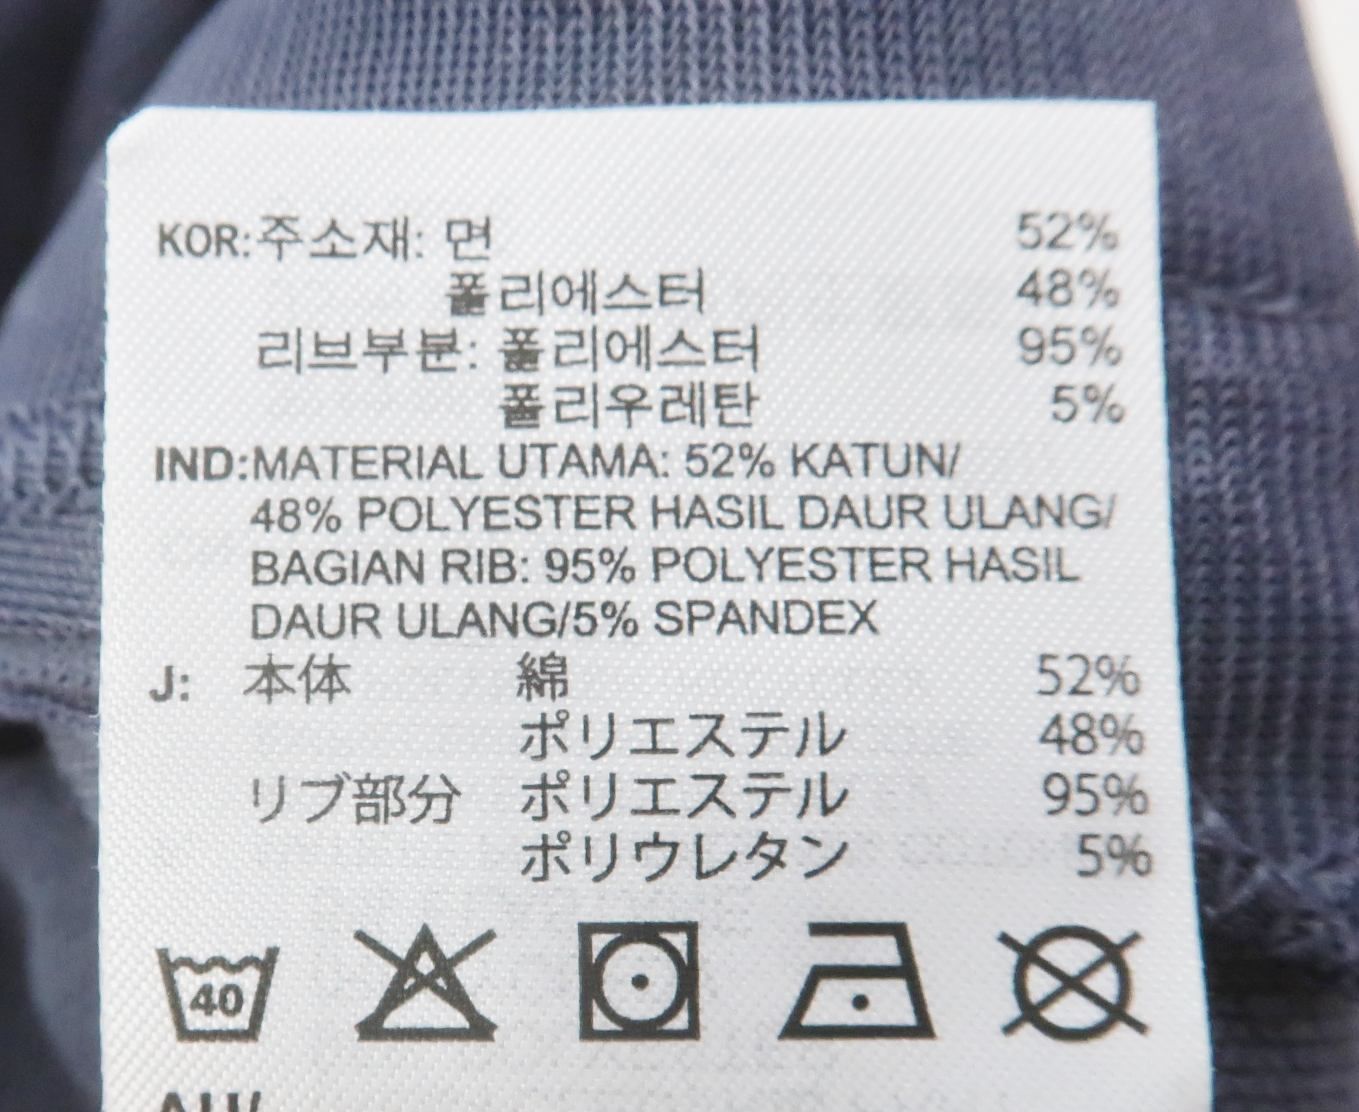 KOR:주소재: 면 52%
폴리에스터 48%
리브부분: 폴리에스터 95%
폴리우레탄 5%
IND:MATERIAL UTAMA: 52% KATUN/
48% POLYESTER HASIL DAUR ULANG/
BAGIAN RIB: 95% POLYESTER HASIL
DAUR ULANG/5% SPANDEX
J: 本体 綿 52%
ポリエステル 48%
リブ部分 ポリエステル 95%
ポリウレタン 5%
40